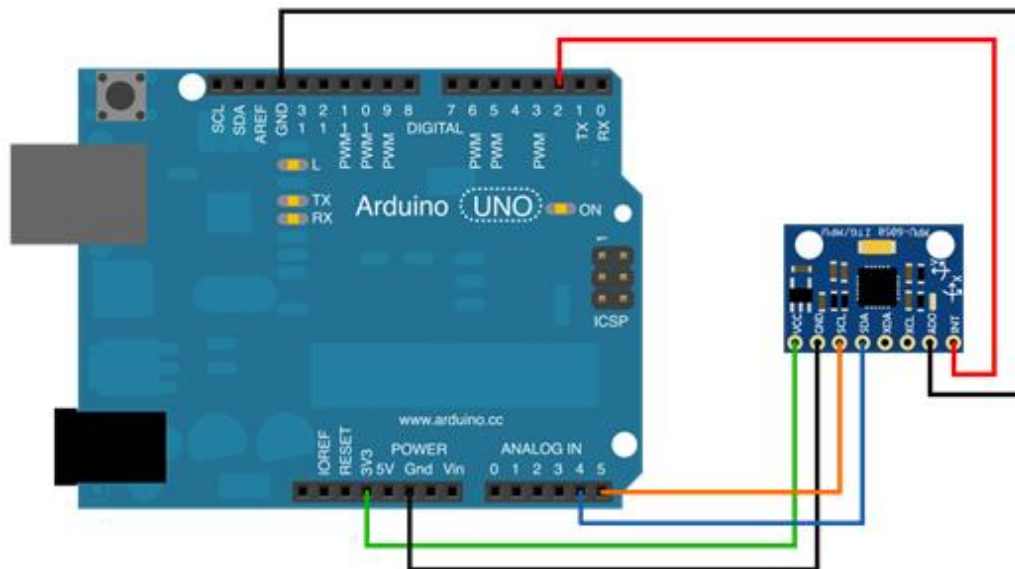 SCL
SDA
AREF
GND
13
12
PWM 11
PWM 10
PWM 9
8
DIGITAL
7
PWM 6
PWM 5
4
PWM 3
2
TX 1
RX 0
L
TX
RX
Arduino UNO
ON
1
ICSP
MPU-6050 ITG/MPU
Y
X
VCC
GND
SCL
SDA
XDA
XCL
ADO
INT
www.arduino.cc
POWER
ANALOG IN
IOREF
RESET
3V3
5V Gnd Vin
0 1 2 3 4 5